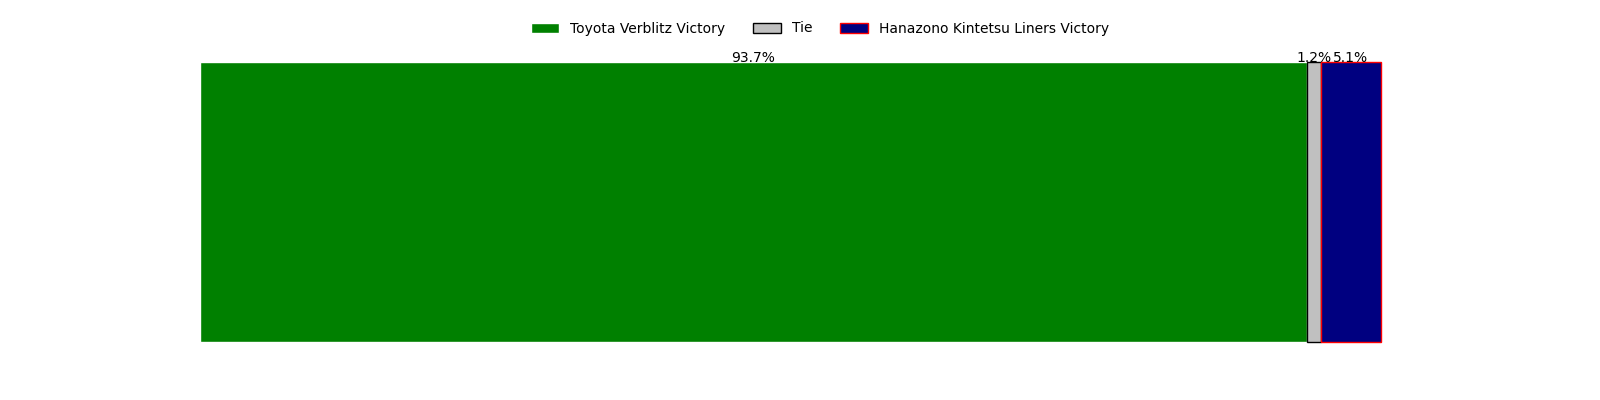 Toyota Verblitz Victory Tie Hanazono Kintetsu Liners Victory
93.7% 1.2% 5.1%